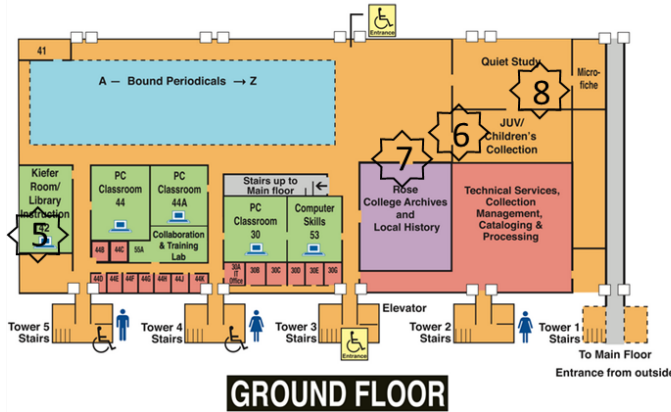 Entrance
41
A — Bound Periodicals → Z
Quiet Study
Micro-
fiche
8
JUV/
Children's
Collection
6
7
Kiefer
Room/
Library
Instruction
42
5
PC
Classroom
44
PC
Classroom
44A
Stairs up to
Main floor
Rose
College Archives
and
Local History
Technical Services,
Collection
Management,
Cataloging &
Processing
PC
Classroom
30
Computer
Skills
53
44B
44C
55A
Collaboration
& Training
Lab
30A
IT
Office
30B
30C
30D
30E
30G
44D
44E
44F
44G
44H
44J
44K
Elevator
Tower 5
Stairs
Tower 4
Stairs
Tower 3
Stairs
Tower 2
Stairs
Tower 1
Stairs
Entrance
To Main Floor
Entrance from outside
GROUND FLOOR